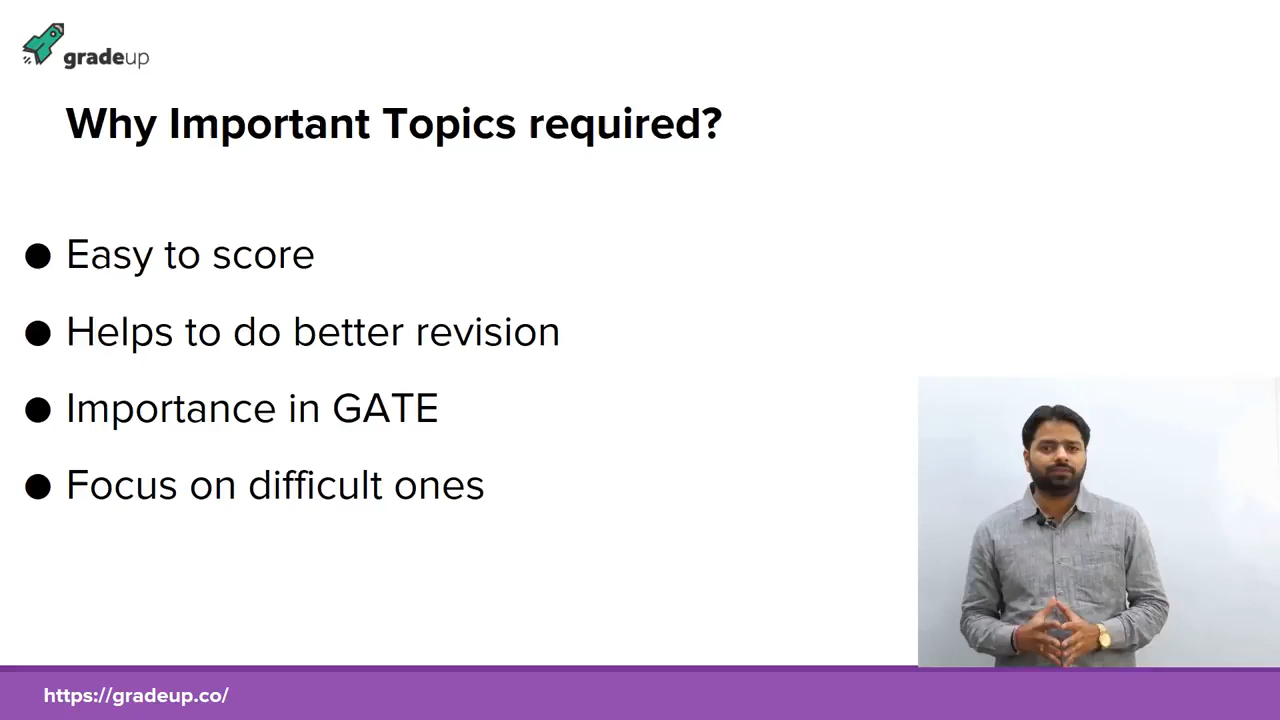 gradeup
Why Important Topics required?
Easy to score
Helps to do better revision
Importance in GATE
Focus on difficult ones
https://gradeup.co/